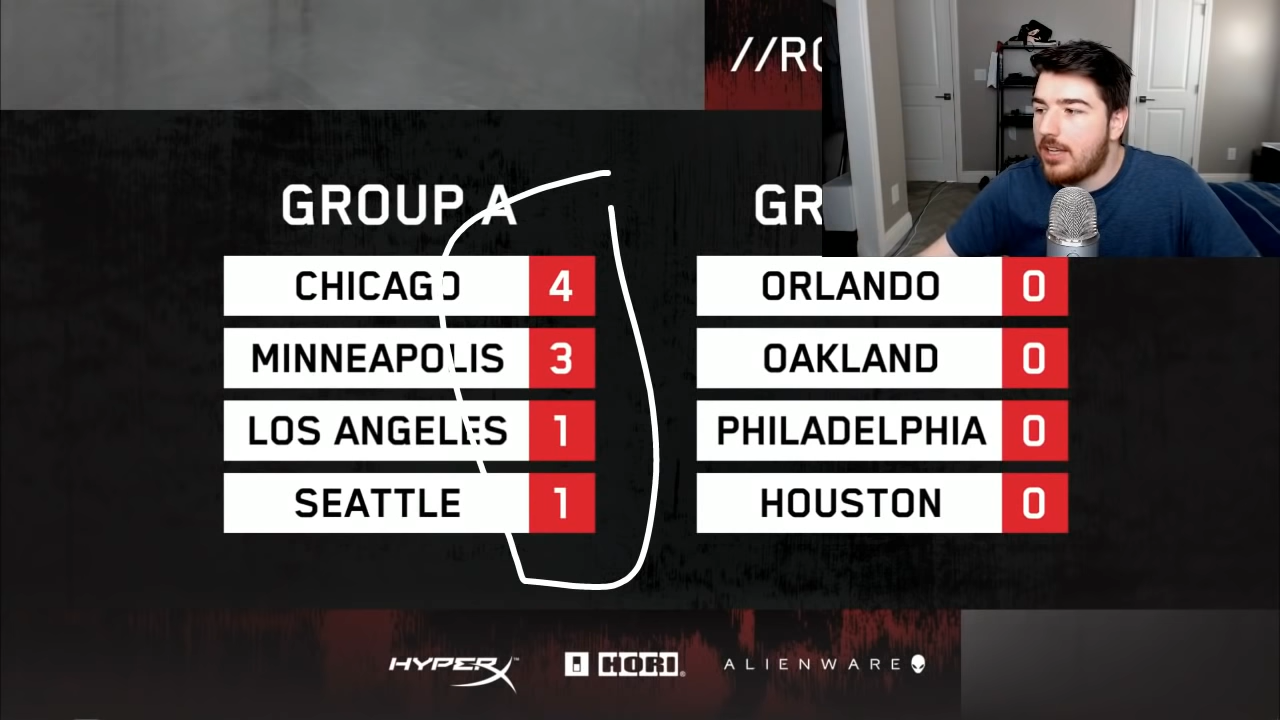 //RO
GROUP A
CHICAGO 4
MINNEAPOLIS 3
LOS ANGELES 1
SEATTLE 1
GR
ORLANDO 0
OAKLAND 0
PHILADELPHIA 0
HOUSTON 0
HYPERX™
HORI®
ALIENWARE